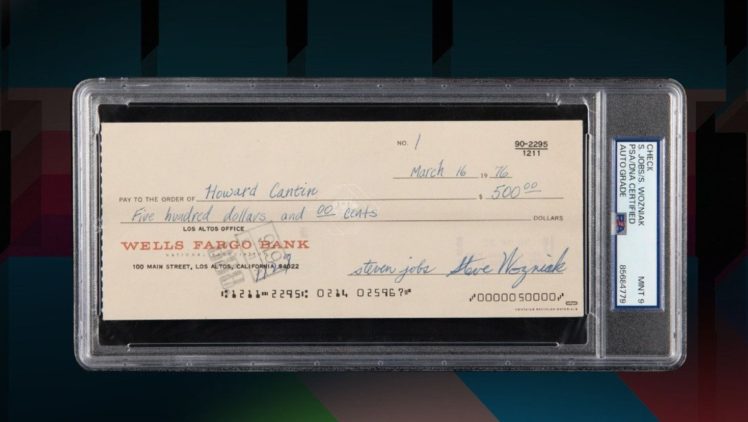 NO. 1
90-2295
1211
March 16 1976
PAY TO THE ORDER OF Howard Cantin $ 500 00
Five hundred dollars and 00 cents DOLLARS
LOS ALTOS OFFICE
WELLS FARGO BANK
100 MAIN STREET, LOS ALTOS, CALIFORNIA 94022
steven jobs Steve Wozniak
⑆1211⑉2295⑆ 0214 025967⑈ ⑇0000050000⑇
CHECK
S. JOBS/S. WOZNIAK
PSA/DNA CERTIFIED
AUTO GRADE
PSA
MINT 9
85684779